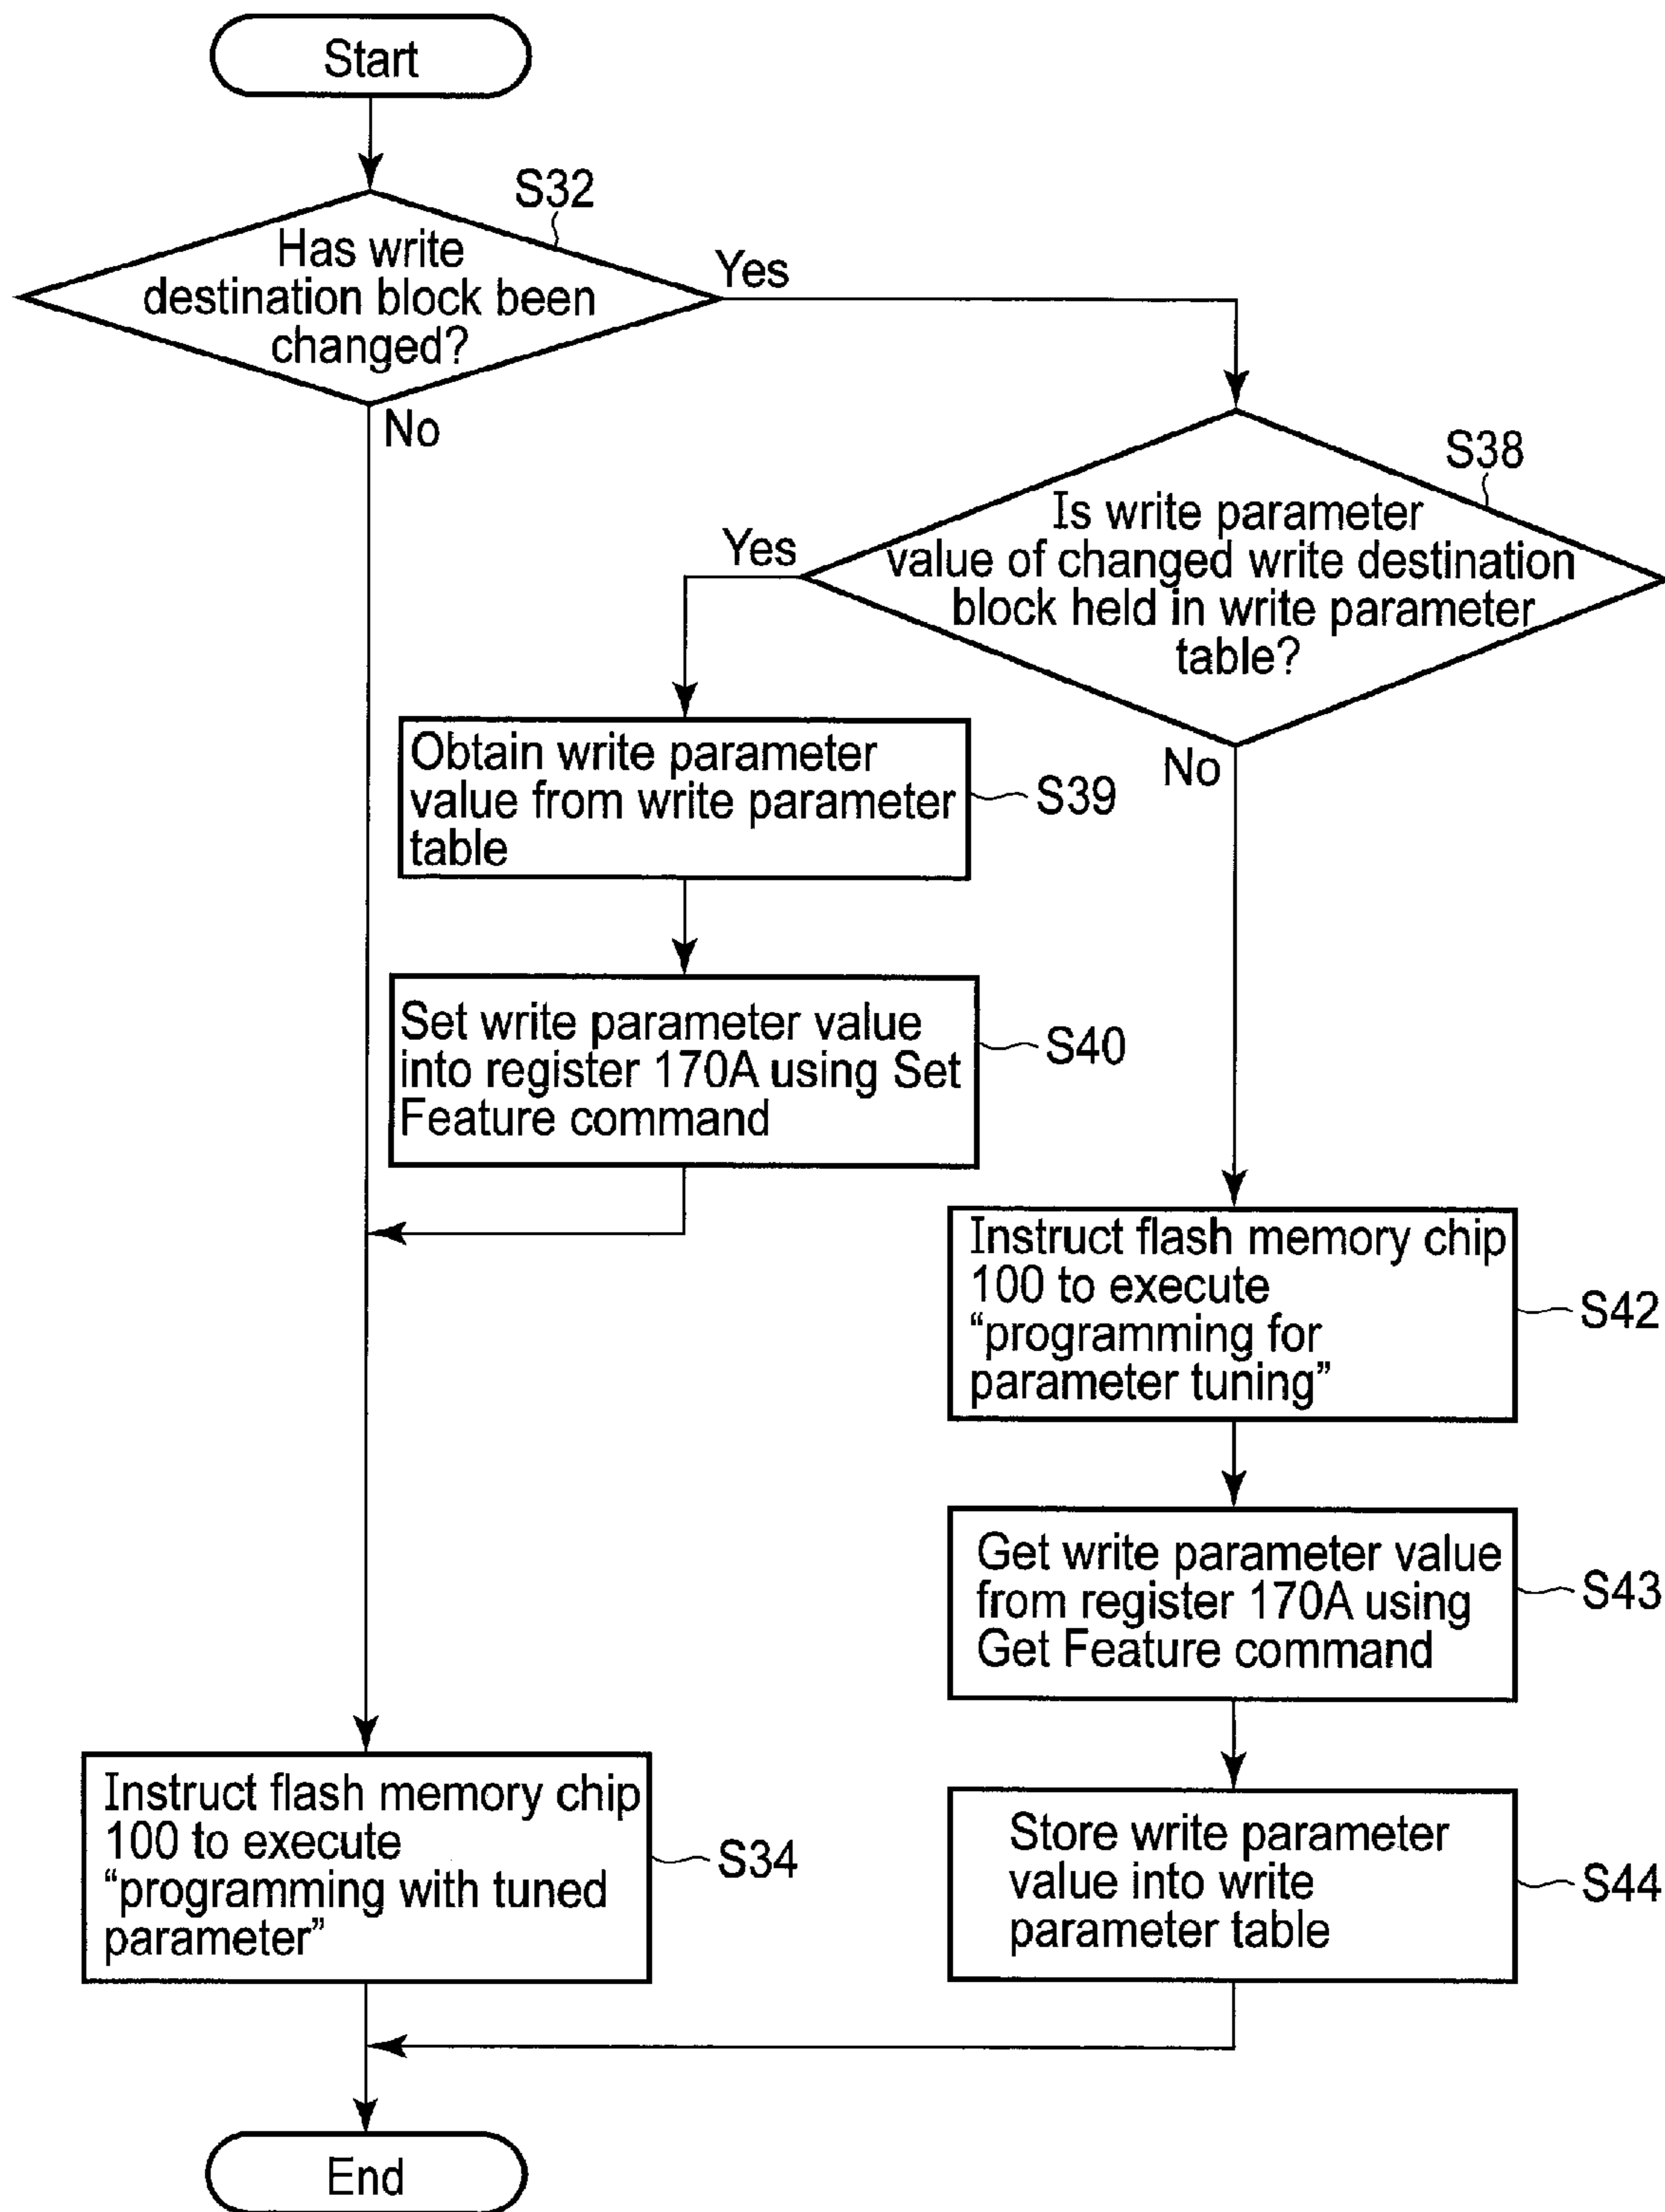 Start
S32
Has write
destination block been
changed?
Yes
No
S38
Is write parameter
value of changed write destination
block held in write parameter
table?
Yes
No
Obtain write parameter
value from write parameter
table
S39
Set write parameter value
into register 170A using Set
Feature command
S40
Instruct flash memory chip
100 to execute
“programming for
parameter tuning”
S42
Get write parameter value
from register 170A using
Get Feature command
S43
Instruct flash memory chip
100 to execute
“programming with tuned
parameter”
S34
Store write parameter
value into write
parameter table
S44
End